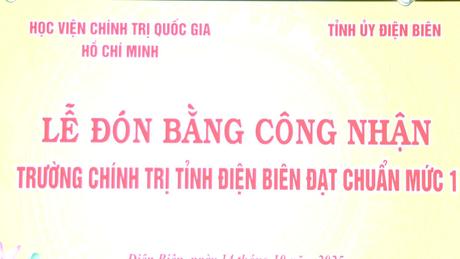 HỌC VIỆN CHÍNH TRỊ QUỐC GIA
HỒ CHÍ MINH
TỈNH ỦY ĐIỆN BIÊN
LỄ ĐÓN BẰNG CÔNG NHẬN
TRƯỜNG CHÍNH TRỊ TỈNH ĐIỆN BIÊN ĐẠT CHUẨN MỨC 1
Điện Biên, ngày 14 tháng 10 năm 2025